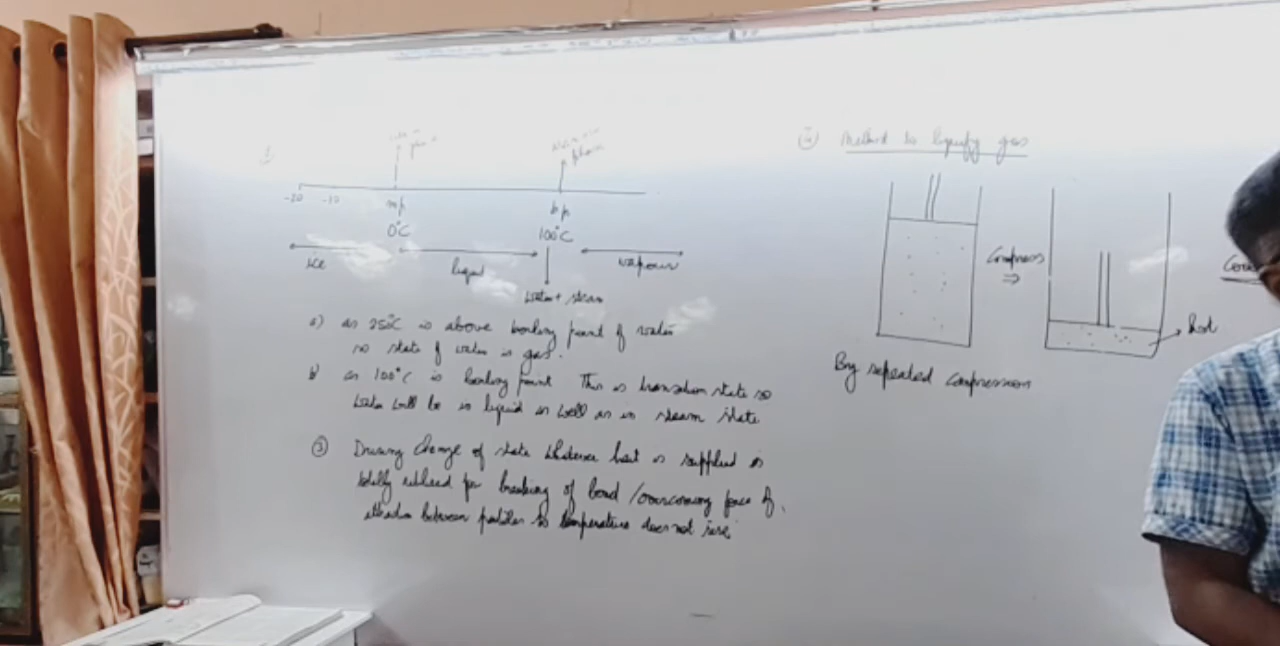 -20 -10 mp bp
0°C 100°C
ice liquid vapour
water + steam
a) as 250°C is above boiling point of water
so state of water is gas.
b) as 100°C is boiling point This is transition state so
water will be in liquid as well as in steam state
③ During change of state whatever heat is supplied is
totally utilised for breaking of bond / overcoming force of
attraction between particles so temperature does not rise.
④ Method to liquify gas
Compress
⇒
Hot
By repeated compression